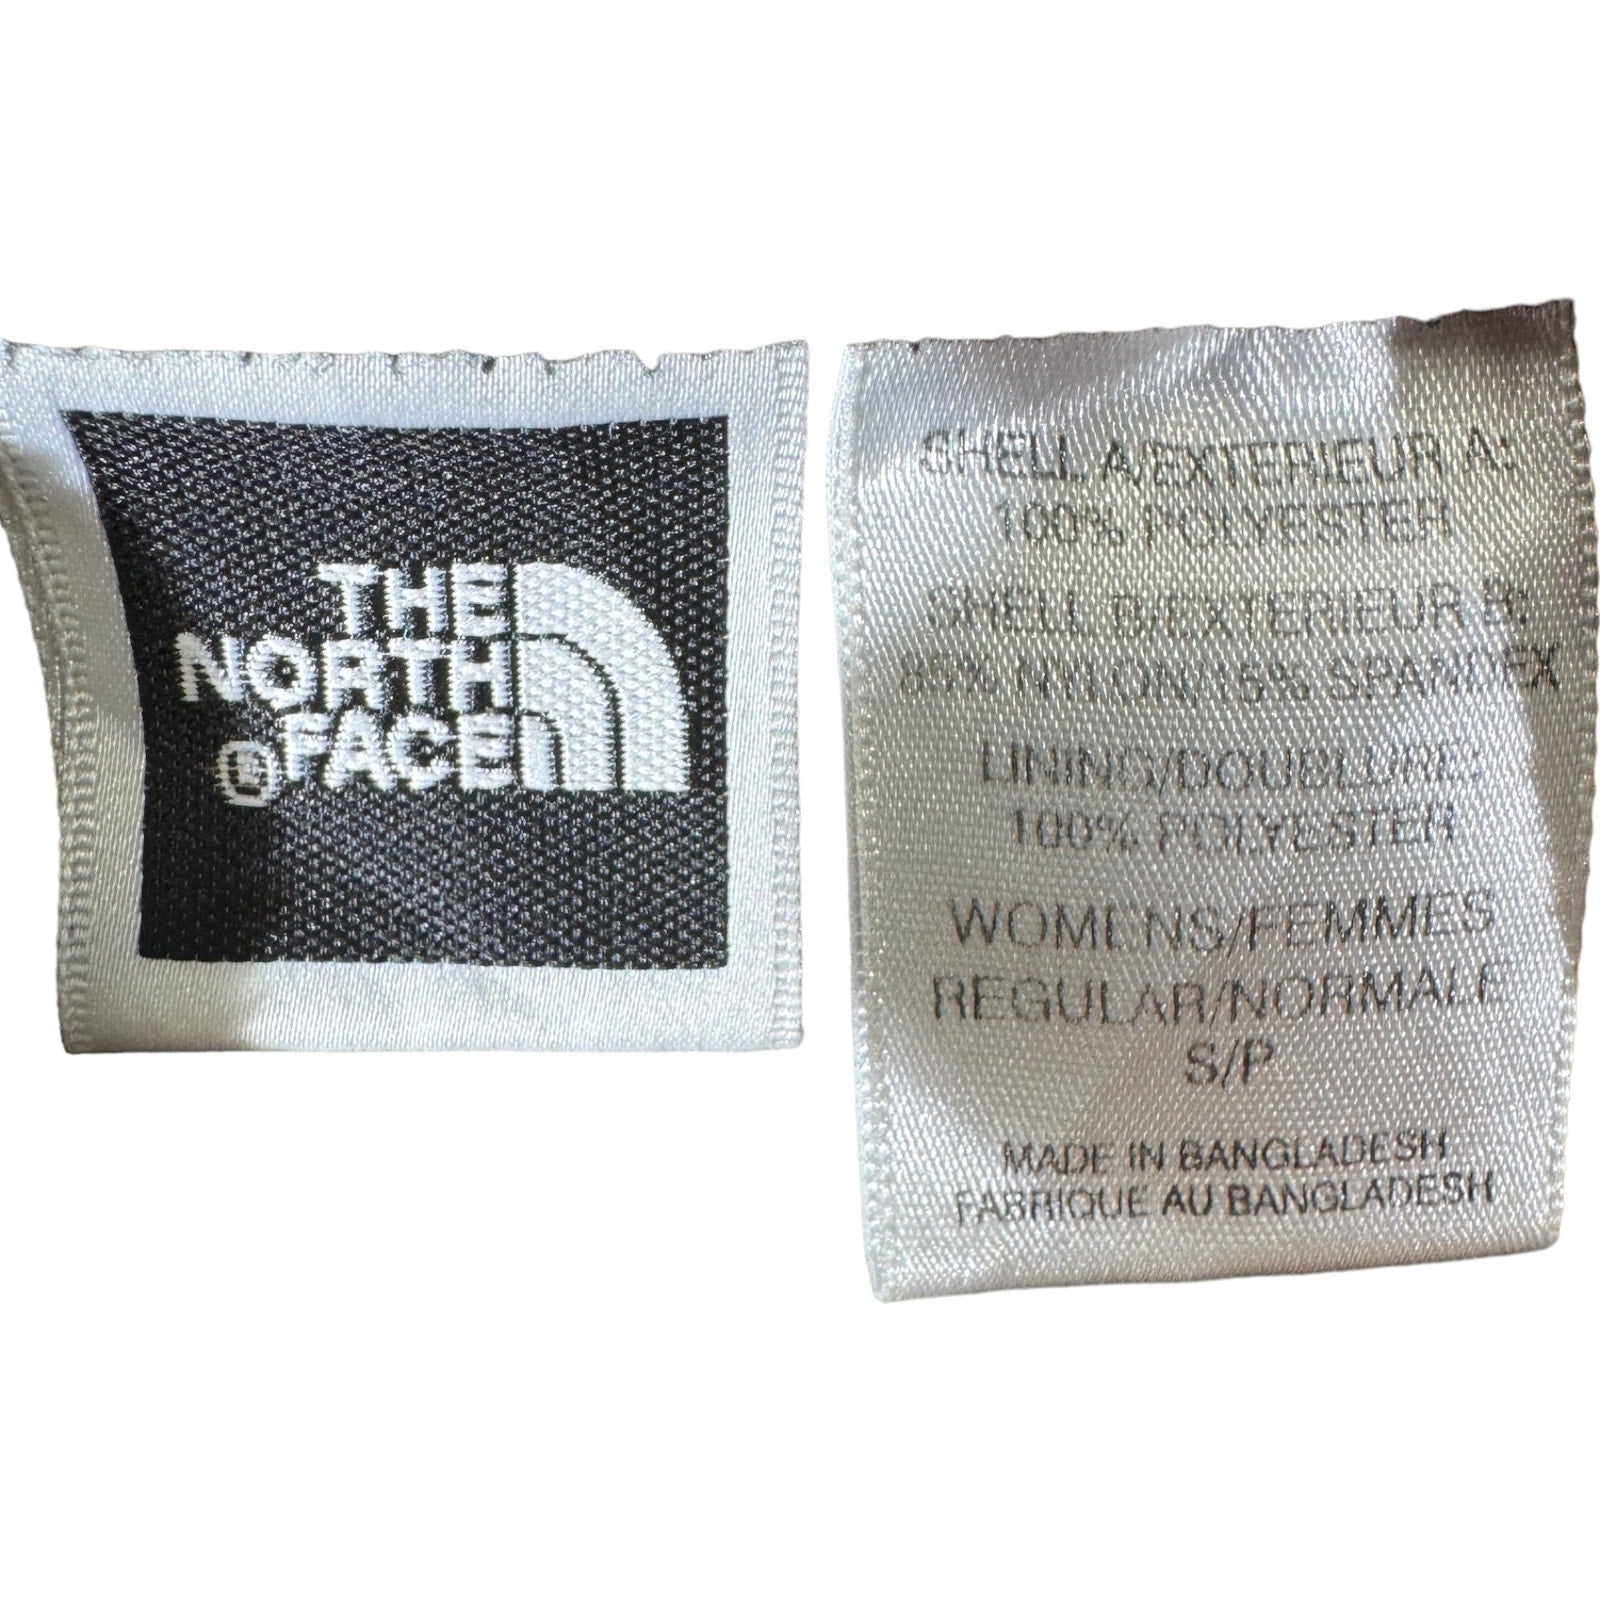 THE
NORTH
FACE
SHELL A/EXTERIEUR A:
100% POLYESTER
SHELL B/EXTERIEUR B:
NYLON/15% SPANDEX
LINING/DOUBLURE:
100% POLYESTER
WOMENS/FEMMES
REGULAR/NORMALE
S/P
MADE IN BANGLADESH
FABRIQUE AU BANGLADESH